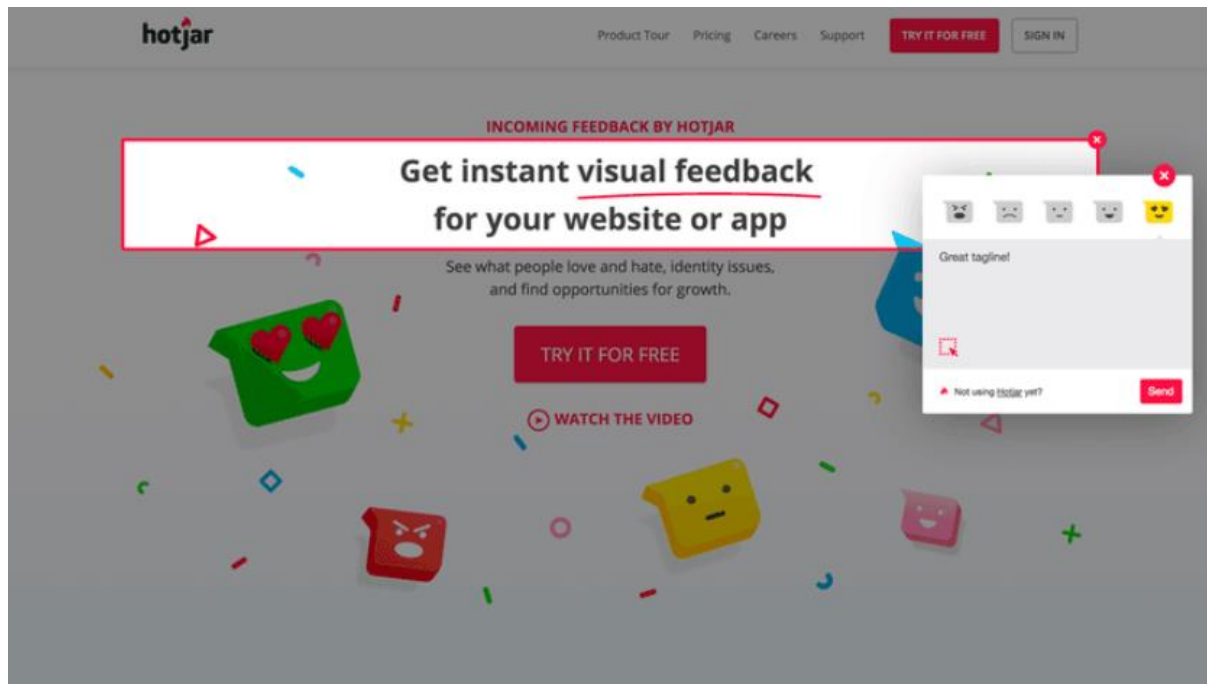 hotjar
Product Tour Pricing Careers Support TRY IT FOR FREE SIGN IN
INCOMING FEEDBACK BY HOTJAR
Get instant visual feedback
for your website or app
See what people love and hate, identity issues,
and find opportunities for growth.
TRY IT FOR FREE
WATCH THE VIDEO
Great tagline!
Not using Hotjar yet?
Send